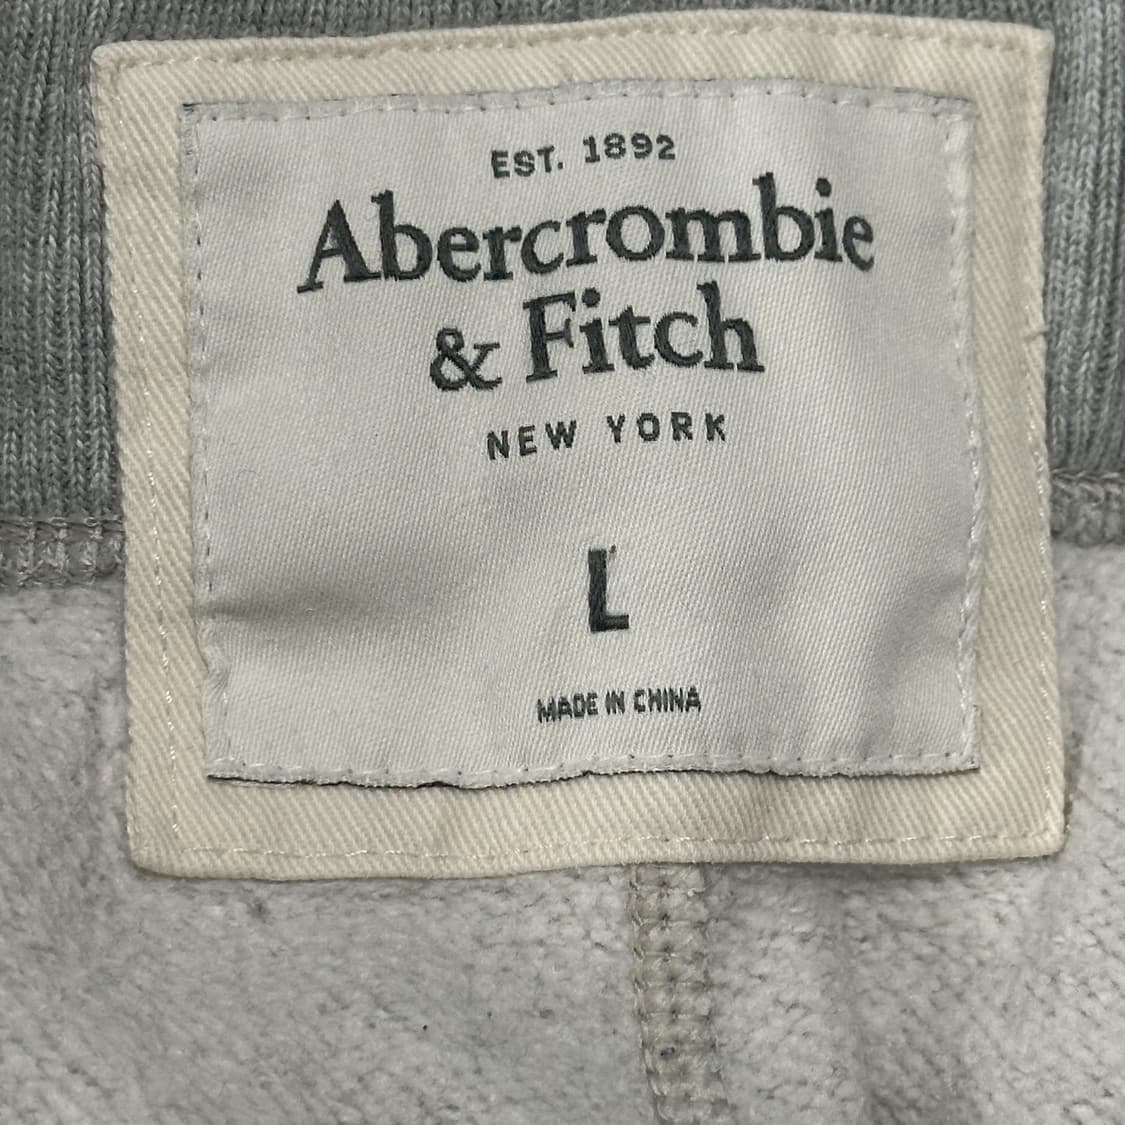 EST. 1892
Abercrombie
& Fitch
NEW YORK
L
MADE IN CHINA